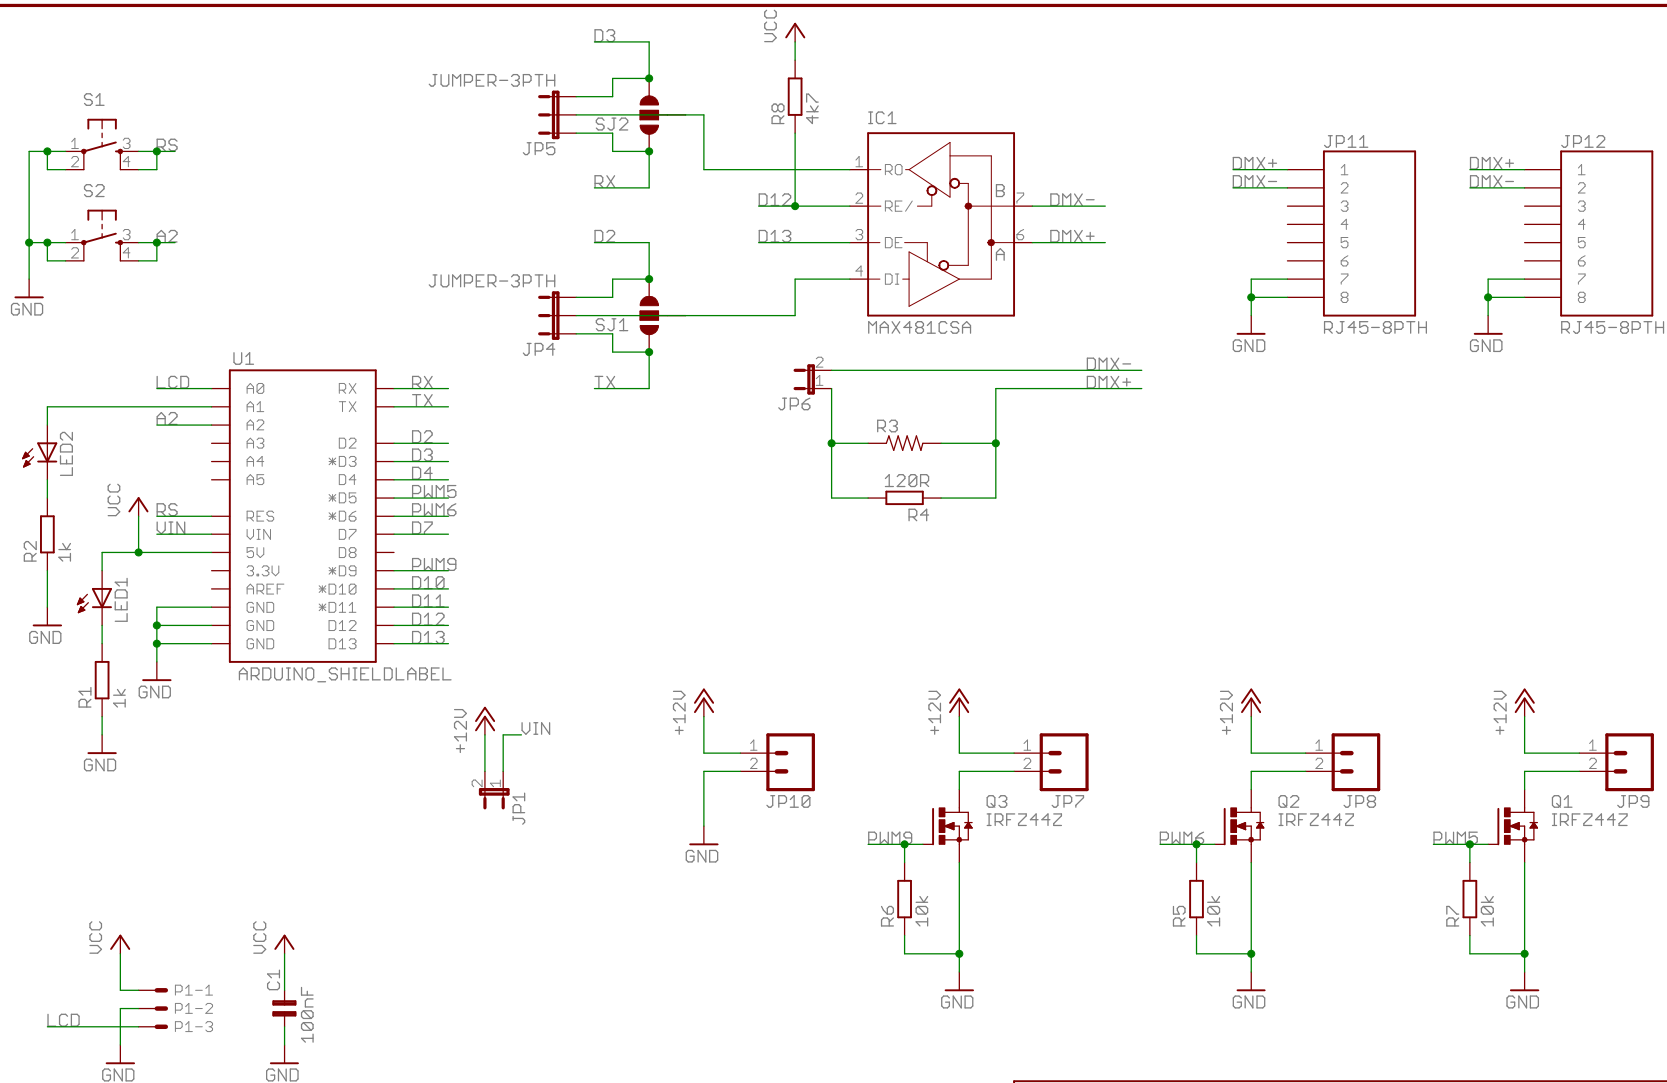 S1
1 3 RS
2 4
S2
1 3 A2
2 4
GND
D3
JUMPER-3PTH
SJ2
JP5
RX
D2
JUMPER-3PTH
SJ1
JP4
TX
VCC
R8
4k7
IC1
1 RO
D12 2 RE/
D13 3 DE
4 DI
B 7 DMX-
A 6 DMX+
MAX481CSA
JP11
DMX+ 1
DMX- 2
3
4
5
6
7
8
RJ45-8PTH
GND
JP12
DMX+ 1
DMX- 2
3
4
5
6
7
8
RJ45-8PTH
GND
2 DMX-
1 DMX+
JP6
R3
120R
R4
U1
LCD A0 RX RX
A1 TX TX
A2 A2
A3 D2 D2
A4 *D3 D3
A5 D4 D4
*D5 PWM5
RS RES *D6 PWM6
VIN VIN D7 D7
5V D8
3.3V *D9 PWM9
AREF *D10 D10
GND *D11 D11
GND D12 D12
GND D13 D13
ARDUINO_SHIELDLABEL
LED2
R2
1k
GND
VCC
LED1
R1
1k
GND
GND
+12V
VIN
2 1
JP1
+12V
1
2
JP10
GND
+12V
1
2
Q3 JP7
IRFZ44Z
PWM9
R6
10k
GND
+12V
1
2
Q2 JP8
IRFZ44Z
PWM6
R5
10k
GND
+12V
1
2
Q1 JP9
IRFZ44Z
PWM5
R7
10k
GND
VCC
P1-1
P1-2
LCD P1-3
GND
VCC
C1
100nF
GND